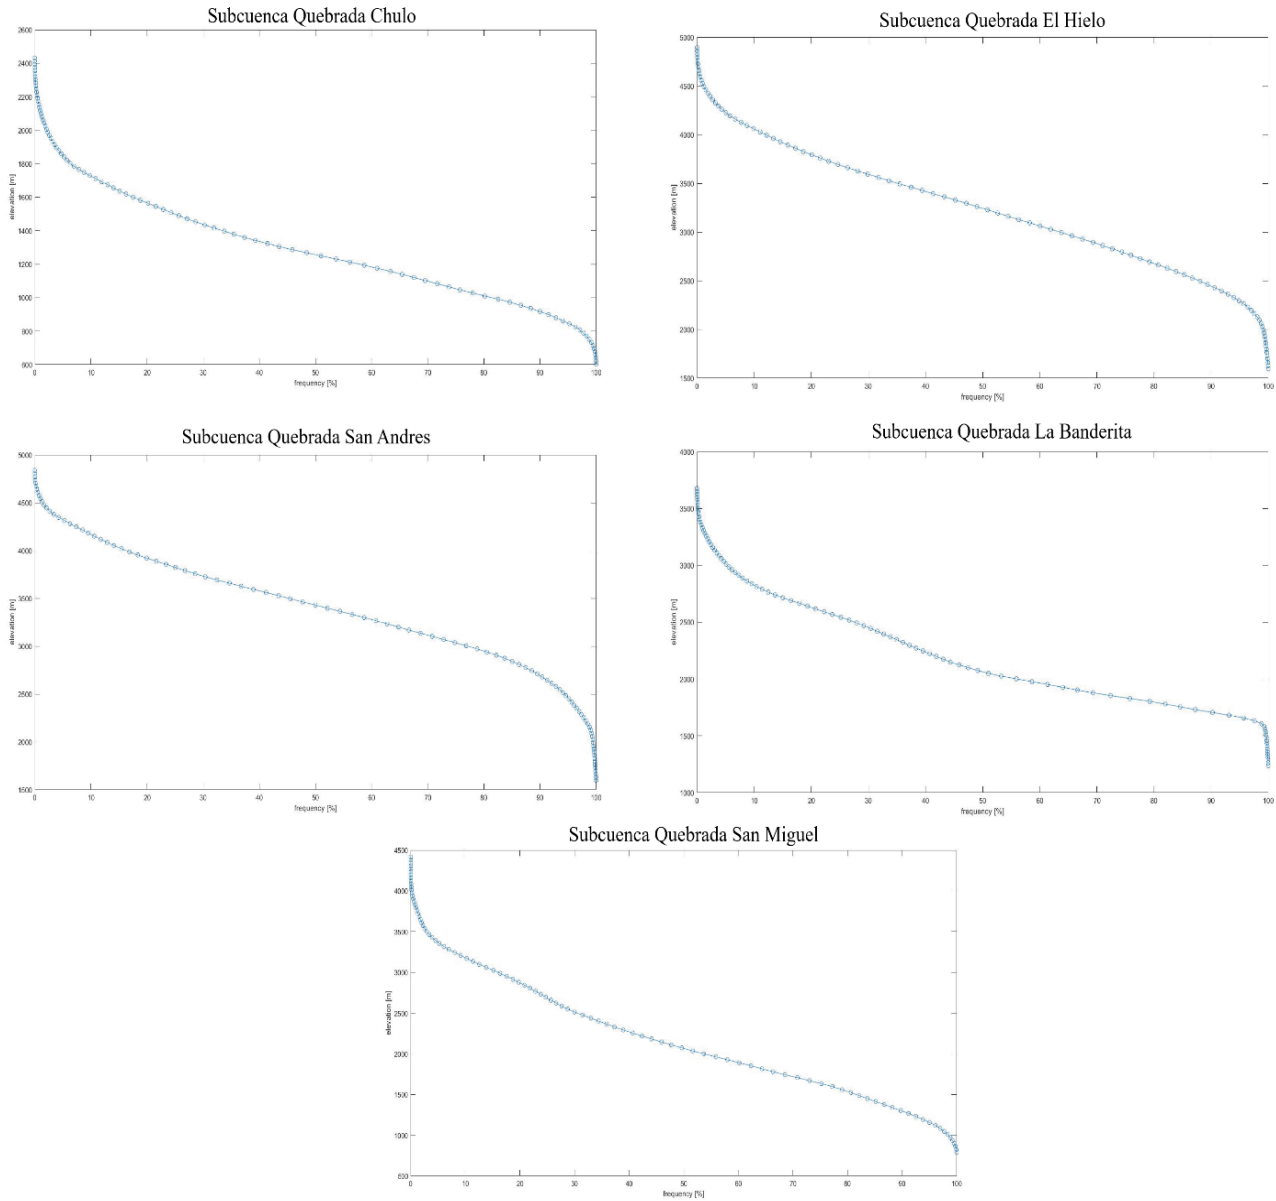 Subcuenca Quebrada Chulo
2600
2400
2200
2000
1800
1600
1400
1200
1000
800
600
elevation [m]
0 10 20 30 40 50 60 70 80 90 100
frequency [%]
Subcuenca Quebrada El Hielo
5000
4500
4000
3500
3000
2500
2000
1500
elevation [m]
0 10 20 30 40 50 60 70 80 90 100
frequency [%]
Subcuenca Quebrada San Andres
5000
4500
4000
3500
3000
2500
2000
1500
elevation [m]
0 10 20 30 40 50 60 70 80 90 100
frequency [%]
Subcuenca Quebrada La Banderita
4000
3500
3000
2500
2000
1500
1000
elevation [m]
0 10 20 30 40 50 60 70 80 90 100
frequency [%]
Subcuenca Quebrada San Miguel
4500
4000
3500
3000
2500
2000
1500
1000
500
elevation [m]
0 10 20 30 40 50 60 70 80 90 100
frequency [%]